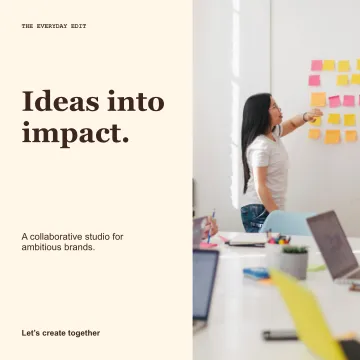 THE EVERYDAY EDIT
Ideas into
impact.
A collaborative studio for
ambitious brands.
Let's create together